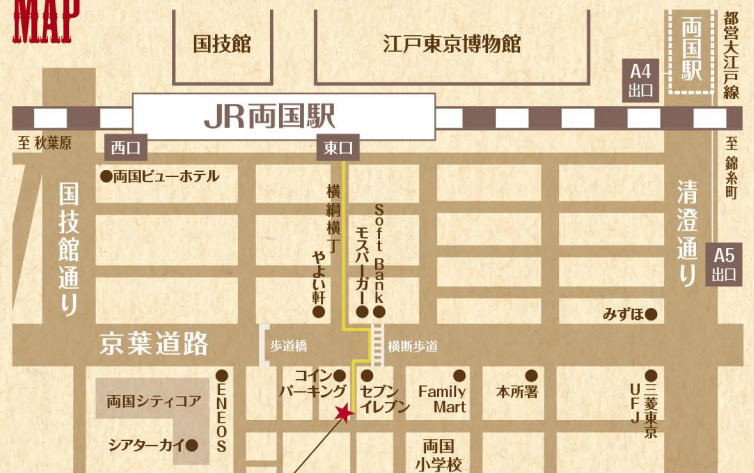 MAP
国技館
江戸東京博物館
両国駅
都営大江戸線
A4
出口
JR両国駅
至 秋葉原
西口
東口
至 錦糸町
両国ビューホテル
国技館通り
横綱横丁
やよい軒
モスバーガー
Soft Bank
清澄通り
A5
出口
みずほ
京葉道路
歩道橋
横断歩道
コイン
パーキング
セブン
イレブン
Family
Mart
本所署
三菱東京
UFJ
両国シティコア
シアターカイ
ENEOS
両国
小学校